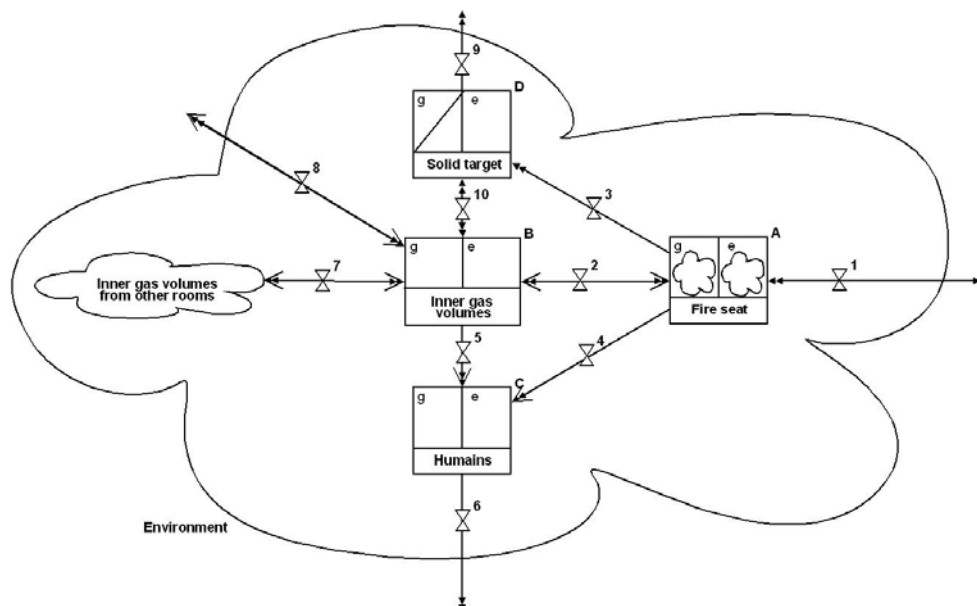 9
D
g e
Solid target
8
10
3
B
g e
A
g e
Inner gas volumes
from other rooms
7
2
1
Inner gas
volumes
Fire seat
5
4
C
g e
Humains
6
Environment